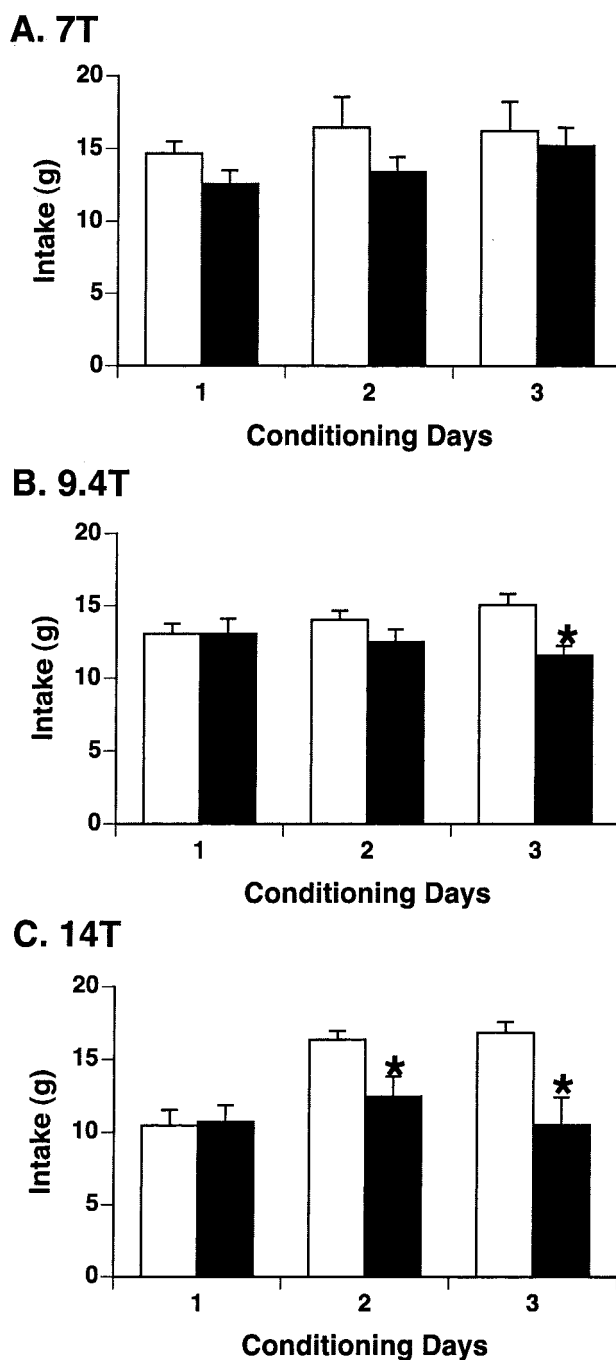 A. 7T
20
15
10
5
0
Intake (g)
1 2 3
Conditioning Days
B. 9.4T
20
15
10
5
0
Intake (g)
*
1 2 3
Conditioning Days
C. 14T
20
15
10
5
0
Intake (g)
* *
1 2 3
Conditioning Days